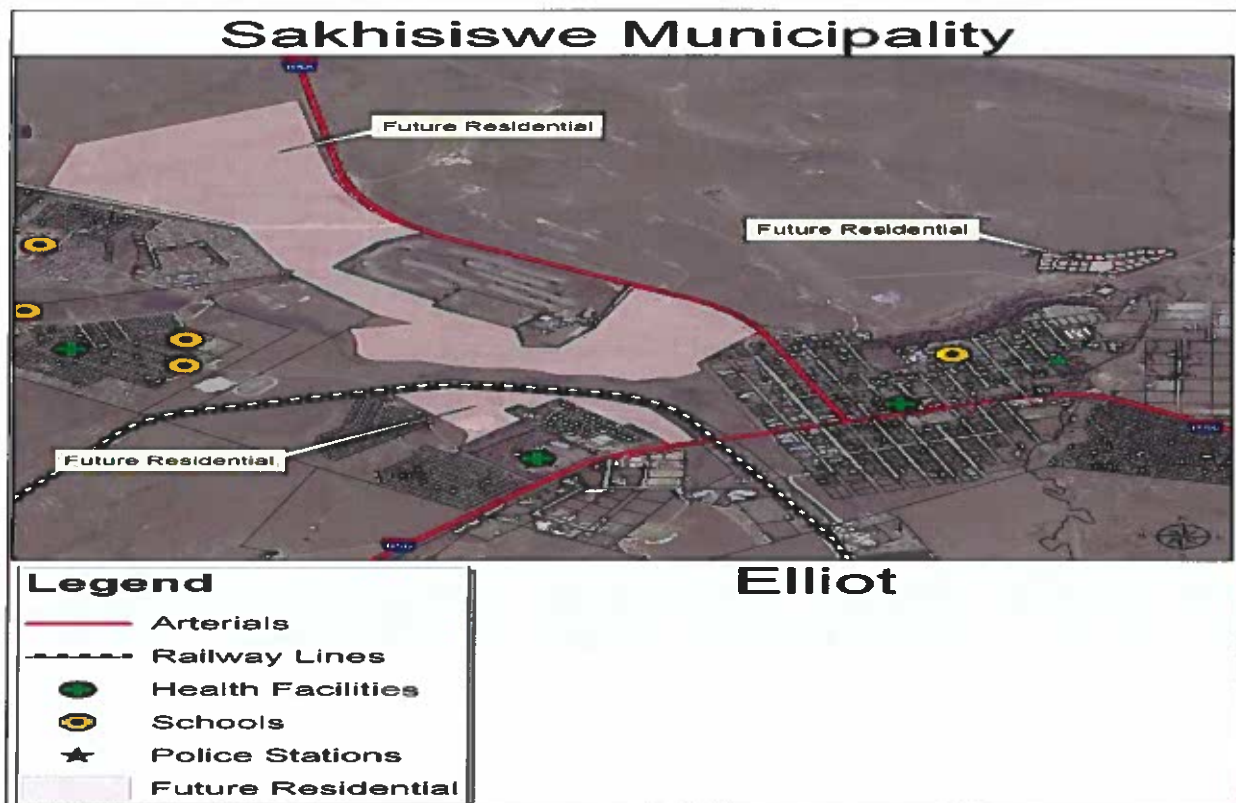 Sakhisiswe Municipality
Future Residential
Future Residential
Future Residential
Elliot
Legend
Arterials
Railway Lines
Health Facilities
Schools
Police Stations
Future Residential